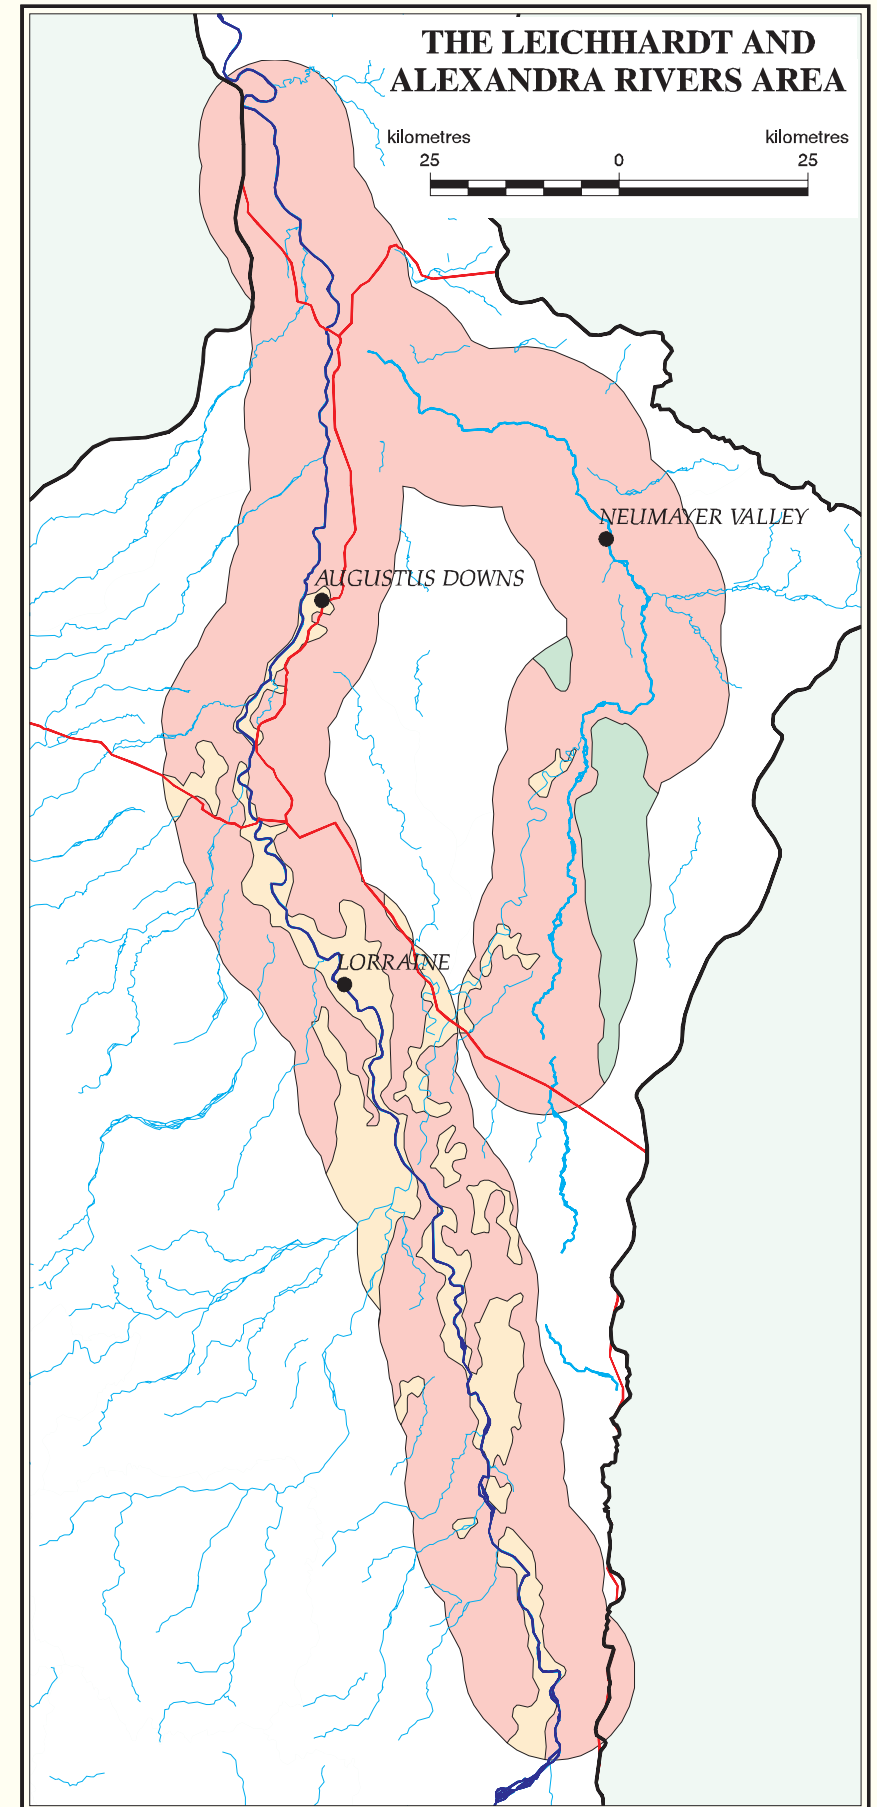 THE LEICHHARDT AND
ALEXANDRA RIVERS AREA
kilometres kilometres
25 0 25
NEUMAYER VALLEY
AUGUSTUS DOWNS
LORRAINE